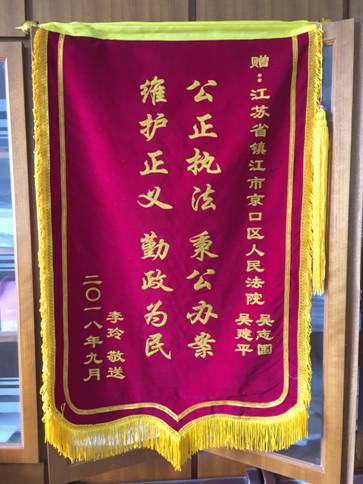 赠：江苏省镇江市京口区人民法院
吴志国
吴建平
公正执法 秉公办案
维护正义 勤政为民
李玲 敬送
二〇一八年九月